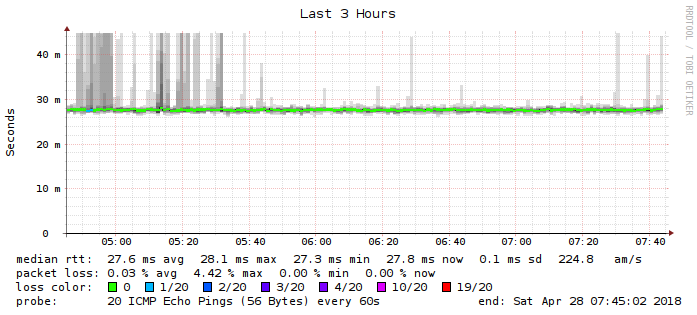 Last 3 Hours
RRDTOOL / TOBI OETIKER
Seconds
40 m
30 m
20 m
10 m
0
05:00 05:20 05:40 06:00 06:20 06:40 07:00 07:20 07:40
median rtt: 27.6 ms avg 28.1 ms max 27.3 ms min 27.8 ms now 0.1 ms sd 224.8 am/s
packet loss: 0.03 % avg 4.42 % max 0.00 % min 0.00 % now
loss color: 0 1/20 2/20 3/20 4/20 10/20 19/20
probe: 20 ICMP Echo Pings (56 Bytes) every 60s end: Sat Apr 28 07:45:02 2018